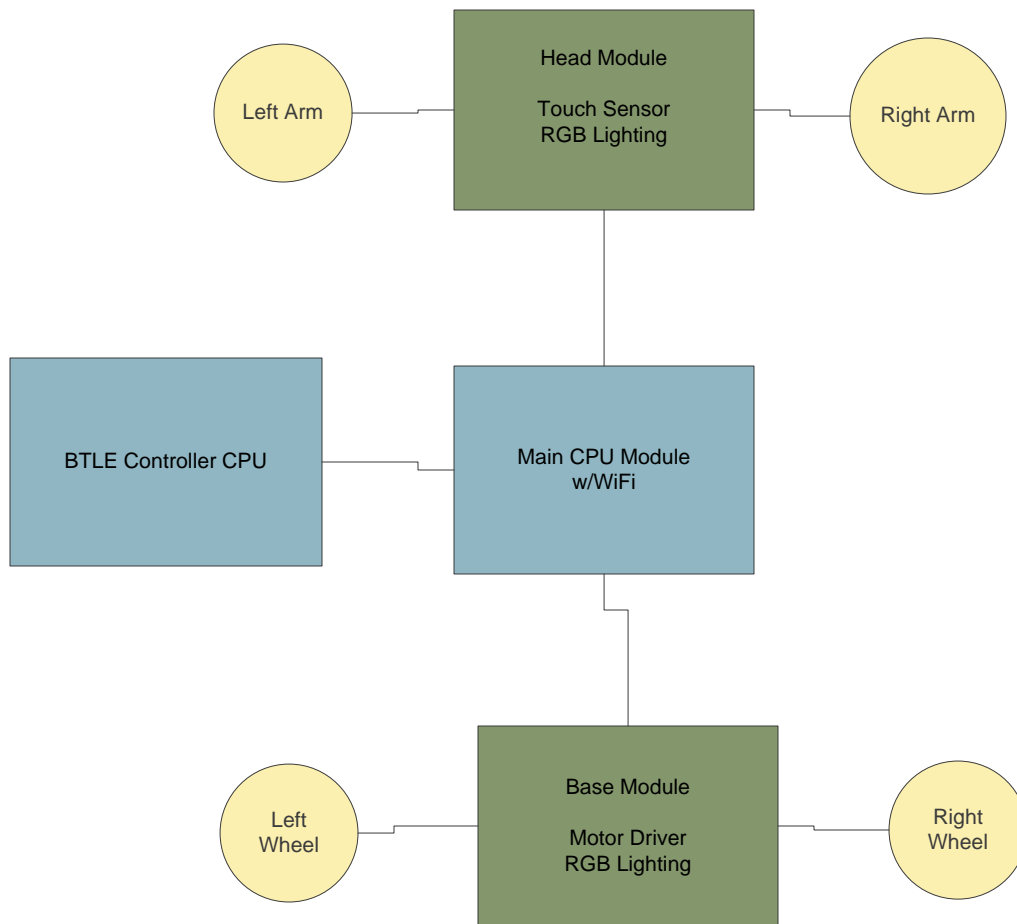 Head Module
Touch Sensor
RGB Lighting
Left Arm
Right Arm
BTLE Controller CPU
Main CPU Module
w/WiFi
Base Module
Motor Driver
RGB Lighting
Left
Wheel
Right
Wheel